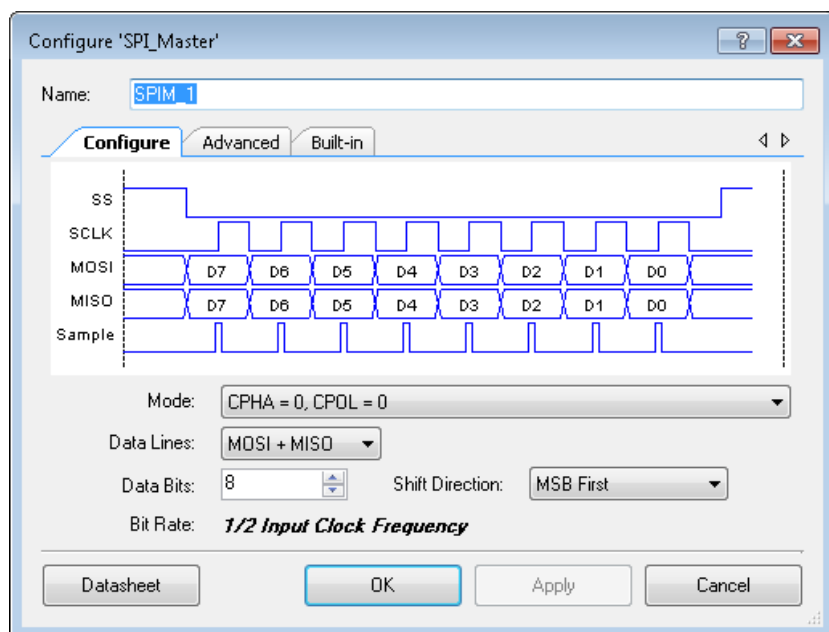 Configure 'SPI_Master'
Name: SPIM_1
Configure Advanced Built-in
SS
SCLK
MOSI D7 D6 D5 D4 D3 D2 D1 D0
MISO D7 D6 D5 D4 D3 D2 D1 D0
Sample
Mode: CPHA = 0, CPOL = 0
Data Lines: MOSI + MISO
Data Bits: 8 Shift Direction: MSB First
Bit Rate: 1/2 Input Clock Frequency
Datasheet OK Apply Cancel